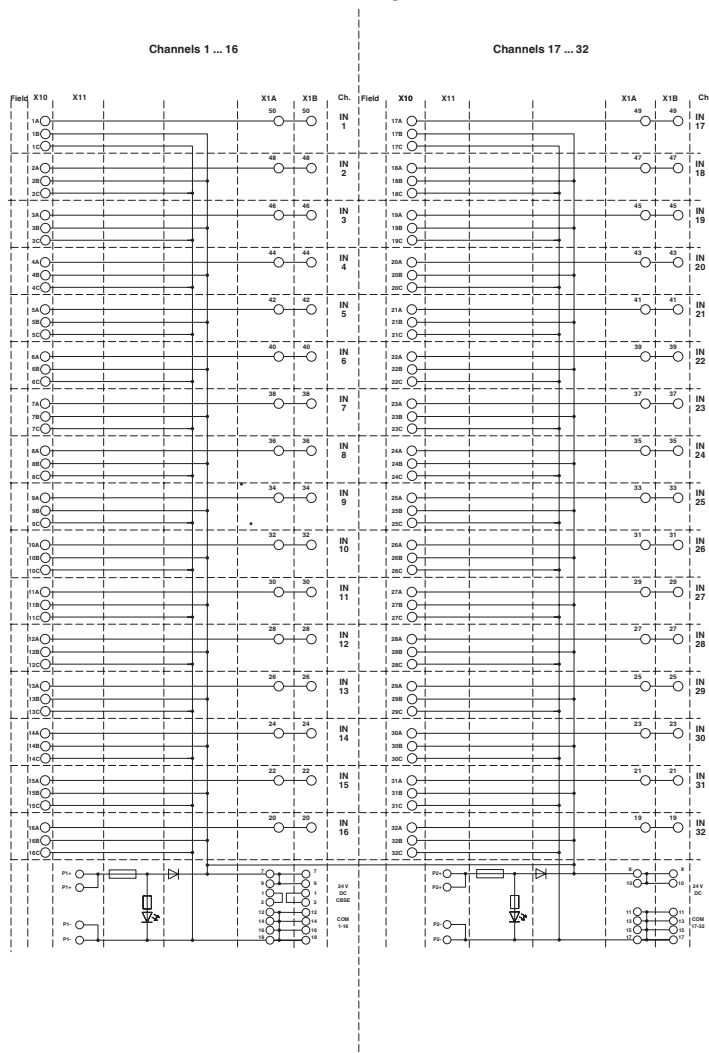 Channels 1 ... 16
Channels 17 ... 32
Field X10 X11 X1A X1B Ch. Field X10 X11 X1A X1B Ch
1A 50 50 IN 1 17A 49 49 IN 17
1B 17B
1C 17C
2A 48 48 IN 2 18A 47 47 IN 18
2B 18B
2C 18C
3A 46 46 IN 3 19A 45 45 IN 19
3B 19B
3C 19C
4A 44 44 IN 4 20A 43 43 IN 20
4B 20B
4C 20C
5A 42 42 IN 5 21A 41 41 IN 21
5B 21B
5C 21C
6A 40 40 IN 6 22A 39 39 IN 22
6B 22B
6C 22C
7A 38 38 IN 7 23A 37 37 IN 23
7B 23B
7C 23C
8A 36 36 IN 8 24A 35 35 IN 24
8B 24B
8C 24C
9A 34 34 IN 9 25A 33 33 IN 25
9B 25B
9C 25C
10A 32 32 IN 10 26A 31 31 IN 26
10B 26B
10C 26C
11A 30 30 IN 11 27A 29 29 IN 27
11B 27B
11C 27C
12A 28 28 IN 12 28A 27 27 IN 28
12B 28B
12C 28C
13A 26 26 IN 13 29A 25 25 IN 29
13B 29B
13C 29C
14A 24 24 IN 14 30A 23 23 IN 30
14B 30B
14C 30C
15A 22 22 IN 15 31A 21 21 IN 31
15B 31B
15C 31C
16A 20 20 IN 16 32A 19 19 IN 32
16B 32B
16C 32C
P1+ 7 7 P2+ 8 8
P1+ 9 9 24 V P2+ 10 10 24 V
1 1 DC DC
2 2 CBSE
12 12 COM 11 11 COM
P1- 14 14 1-16 P2- 13 13 17-32
16 16 15 15
P1- 18 18 P2- 17 17